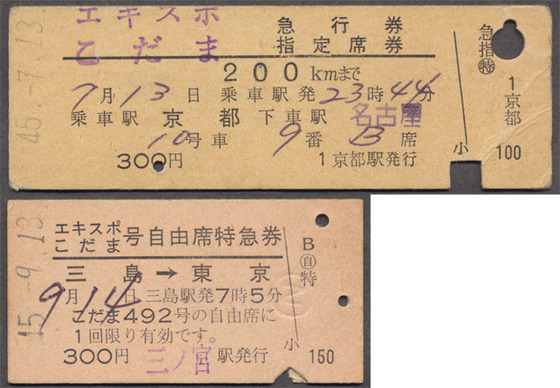 エキスポ
こだま
急行券
指定席券
200kmまで
7月13日 乗車駅発23時44分
乗車駅 京都 下車駅 名古屋
10号車 9番 B席
300円 1京都駅発行
小
急指特
1京都
100
45.-7.13
エキスポ
こだま号自由席特急券
三島→東京
9月14日 三島駅発7時5分
こだま492号の自由席に
1回限り有効です。
300円 三ノ宮駅発行
小
B自特
150
45.-9.13